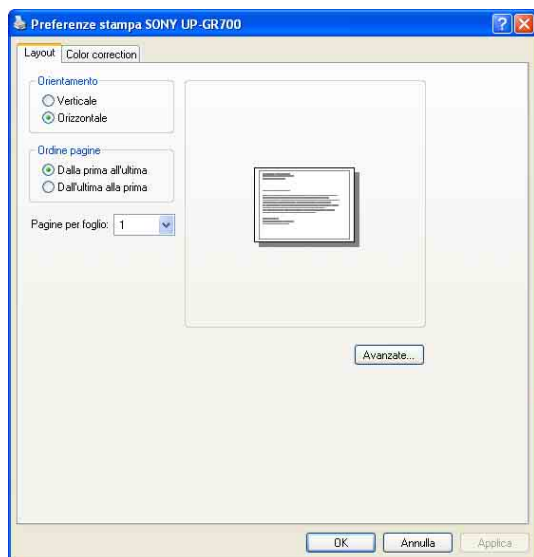 Preferenze stampa SONY UP-GR700
Layout
Color correction
Orientamento
Verticale
Orizzontale
Ordine pagine
Dalla prima all'ultima
Dall'ultima alla prima
Pagine per foglio: 1
Avanzate...
OK
Annulla
Applica